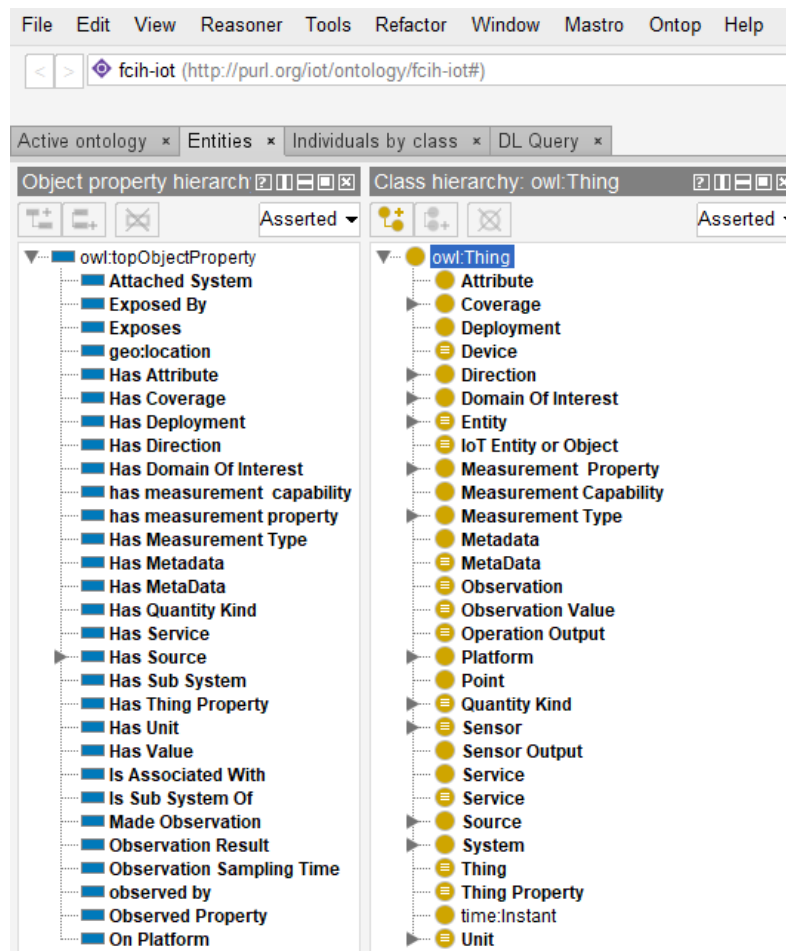 File Edit View Reasoner Tools Refactor Window Mastro Ontop Help
< > fcih-iot (http://purl.org/iot/ontology/fcih-iot#)
Active ontology × Entities × Individuals by class × DL Query ×
Object property hierarch
Asserted
owl:topObjectProperty
Attached System
Exposed By
Exposes
geo:location
Has Attribute
Has Coverage
Has Deployment
Has Direction
Has Domain Of Interest
has measurement  capability
has measurement property
Has Measurement Type
Has Metadata
Has MetaData
Has Quantity Kind
Has Service
Has Source
Has Sub System
Has Thing Property
Has Unit
Has Value
Is Associated With
Is Sub System Of
Made Observation
Observation Result
Observation Sampling Time
observed by
Observed Property
On Platform
Class hierarchy: owl:Thing
Asserted
owl:Thing
Attribute
Coverage
Deployment
Device
Direction
Domain Of Interest
Entity
IoT Entity or Object
Measurement  Property
Measurement Capability
Measurement Type
Metadata
MetaData
Observation
Observation Value
Operation Output
Platform
Point
Quantity Kind
Sensor
Sensor Output
Service
Service
Source
System
Thing
Thing Property
time:Instant
Unit